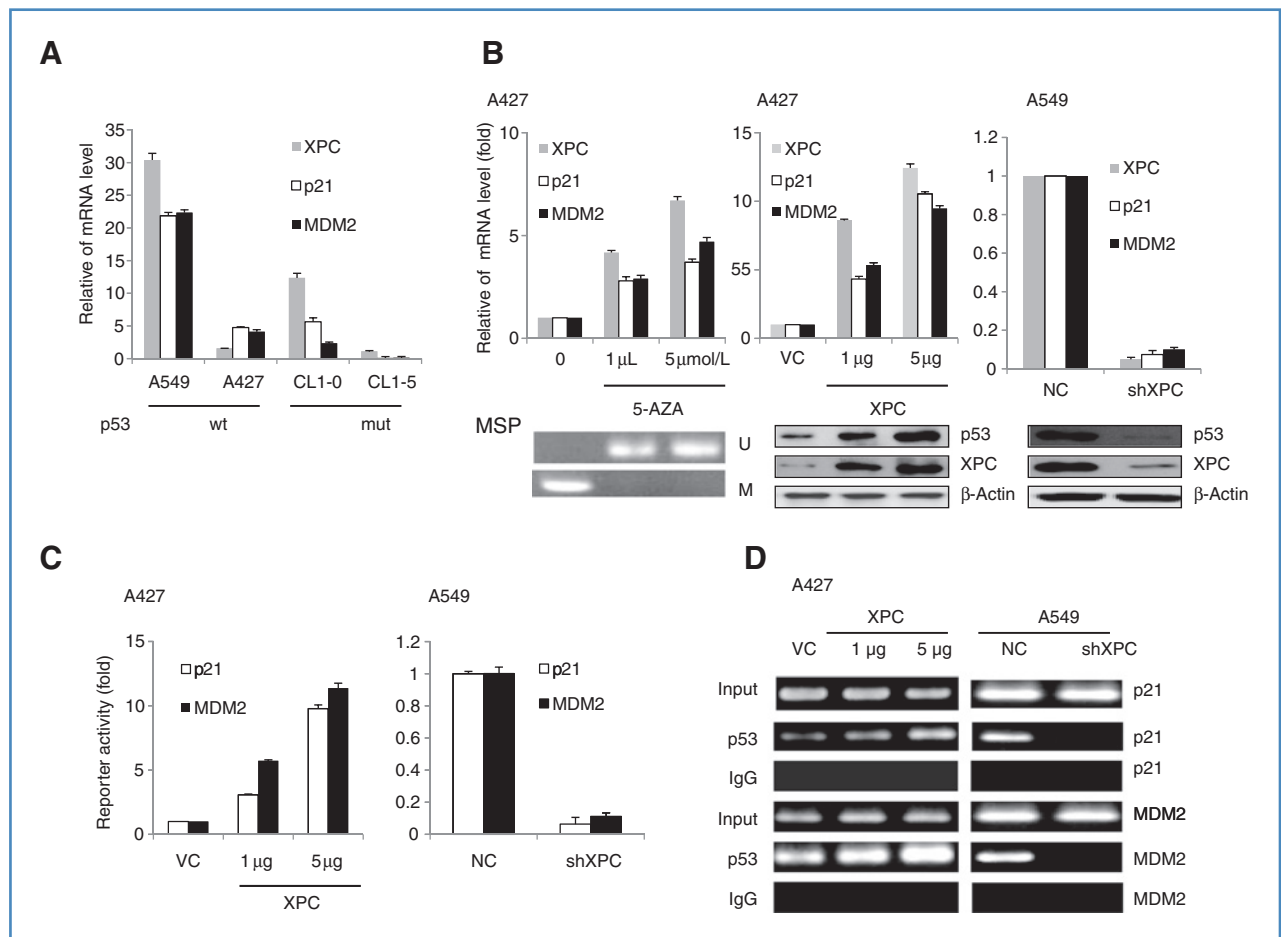 A
Relative of mRNA level
35
30
25
20
15
10
5
0
XPC
p21
MDM2
A549 A427 CL1-0 CL1-5
p53 wt mut
B
A427
Relative of mRNA level (fold)
10
5
0
XPC
p21
MDM2
0 1 μL 5 μmol/L
5-AZA
MSP
U
M
A427
15
10
55
0
XPC
p21
MDM2
VC 1 μg 5 μg
XPC
p53
XPC
β-Actin
A549
1.2
1
0.8
0.6
0.4
0.2
0
XPC
p21
MDM2
NC shXPC
p53
XPC
β-Actin
C
A427
Reporter activity (fold)
15
10
5
0
p21
MDM2
VC 1 μg 5 μg
XPC
A549
1.2
1
0.8
0.6
0.4
0.2
0
p21
MDM2
NC shXPC
D
A427
XPC A549
VC 1 μg 5 μg NC shXPC
Input p21
p53 p21
IgG p21
Input MDM2
p53 MDM2
IgG MDM2